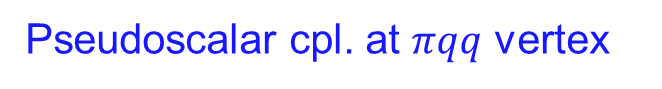 Pseudoscalar cpl. at 𝜋𝑞𝑞 vertex